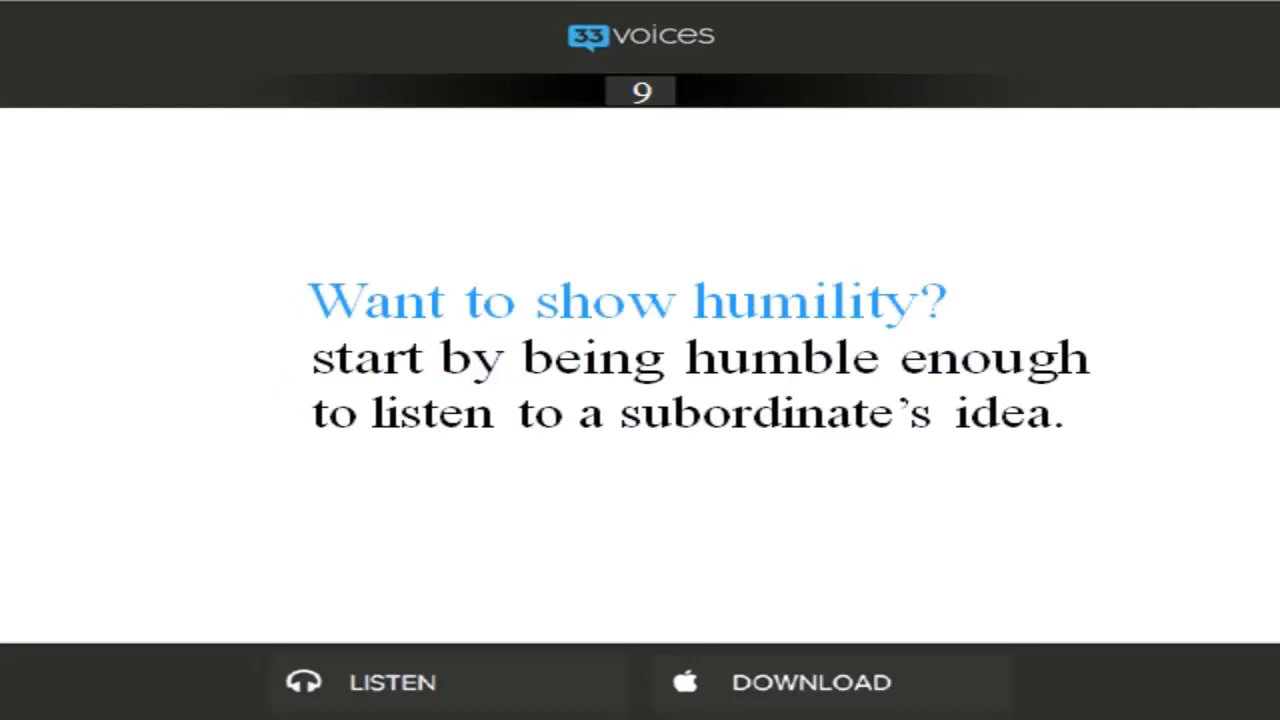 33voices
9
Want to show humility?
start by being humble enough
to listen to a subordinate’s idea.
LISTEN
DOWNLOAD